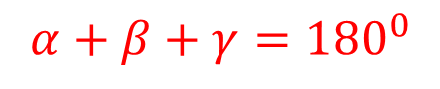 α + β + γ = 180⁰